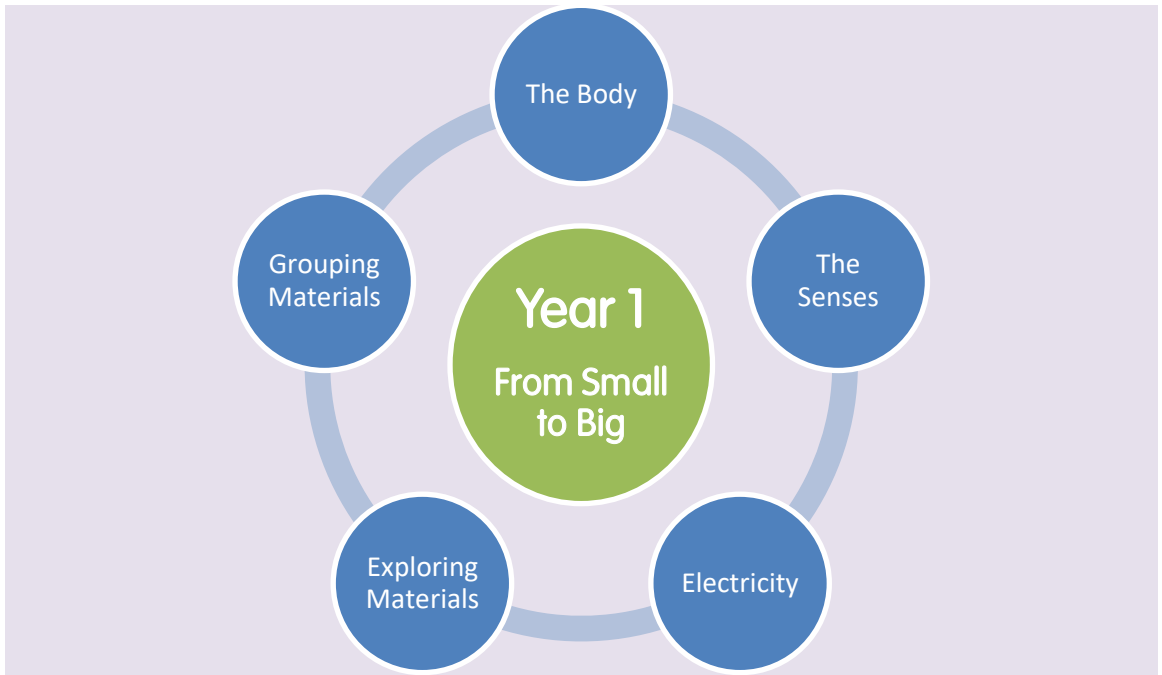 The Body
The
Senses
Electricity
Exploring
Materials
Grouping
Materials
Year 1
From Small
to Big